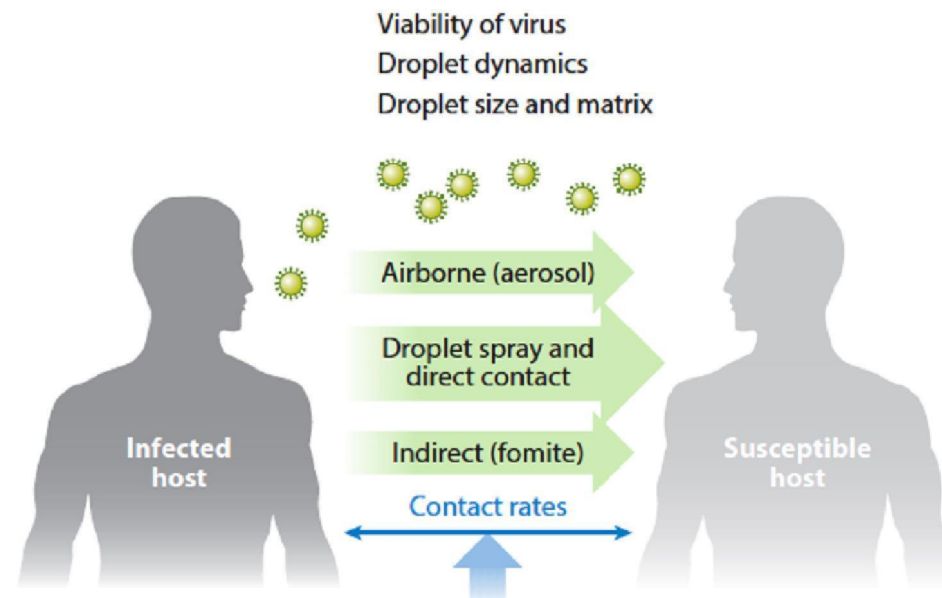 Viability of virus
Droplet dynamics
Droplet size and matrix
Airborne (aerosol)
Droplet spray and
direct contact
Indirect (fomite)
Contact rates
Infected
host
Susceptible
host